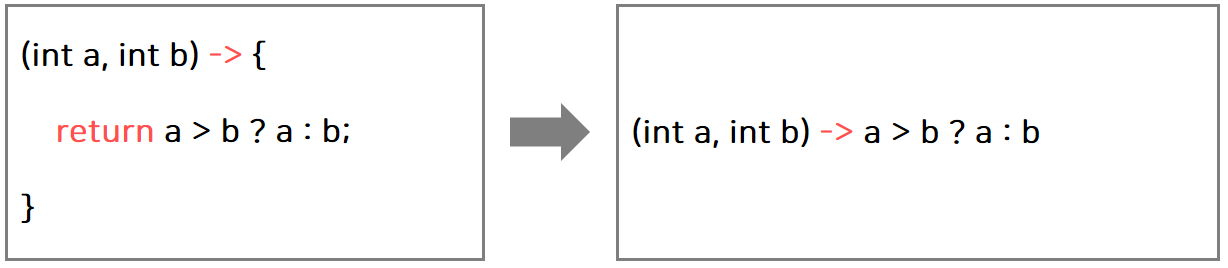 (int a, int b) -> {
return a > b ? a : b;
}
(int a, int b) -> a > b ? a : b